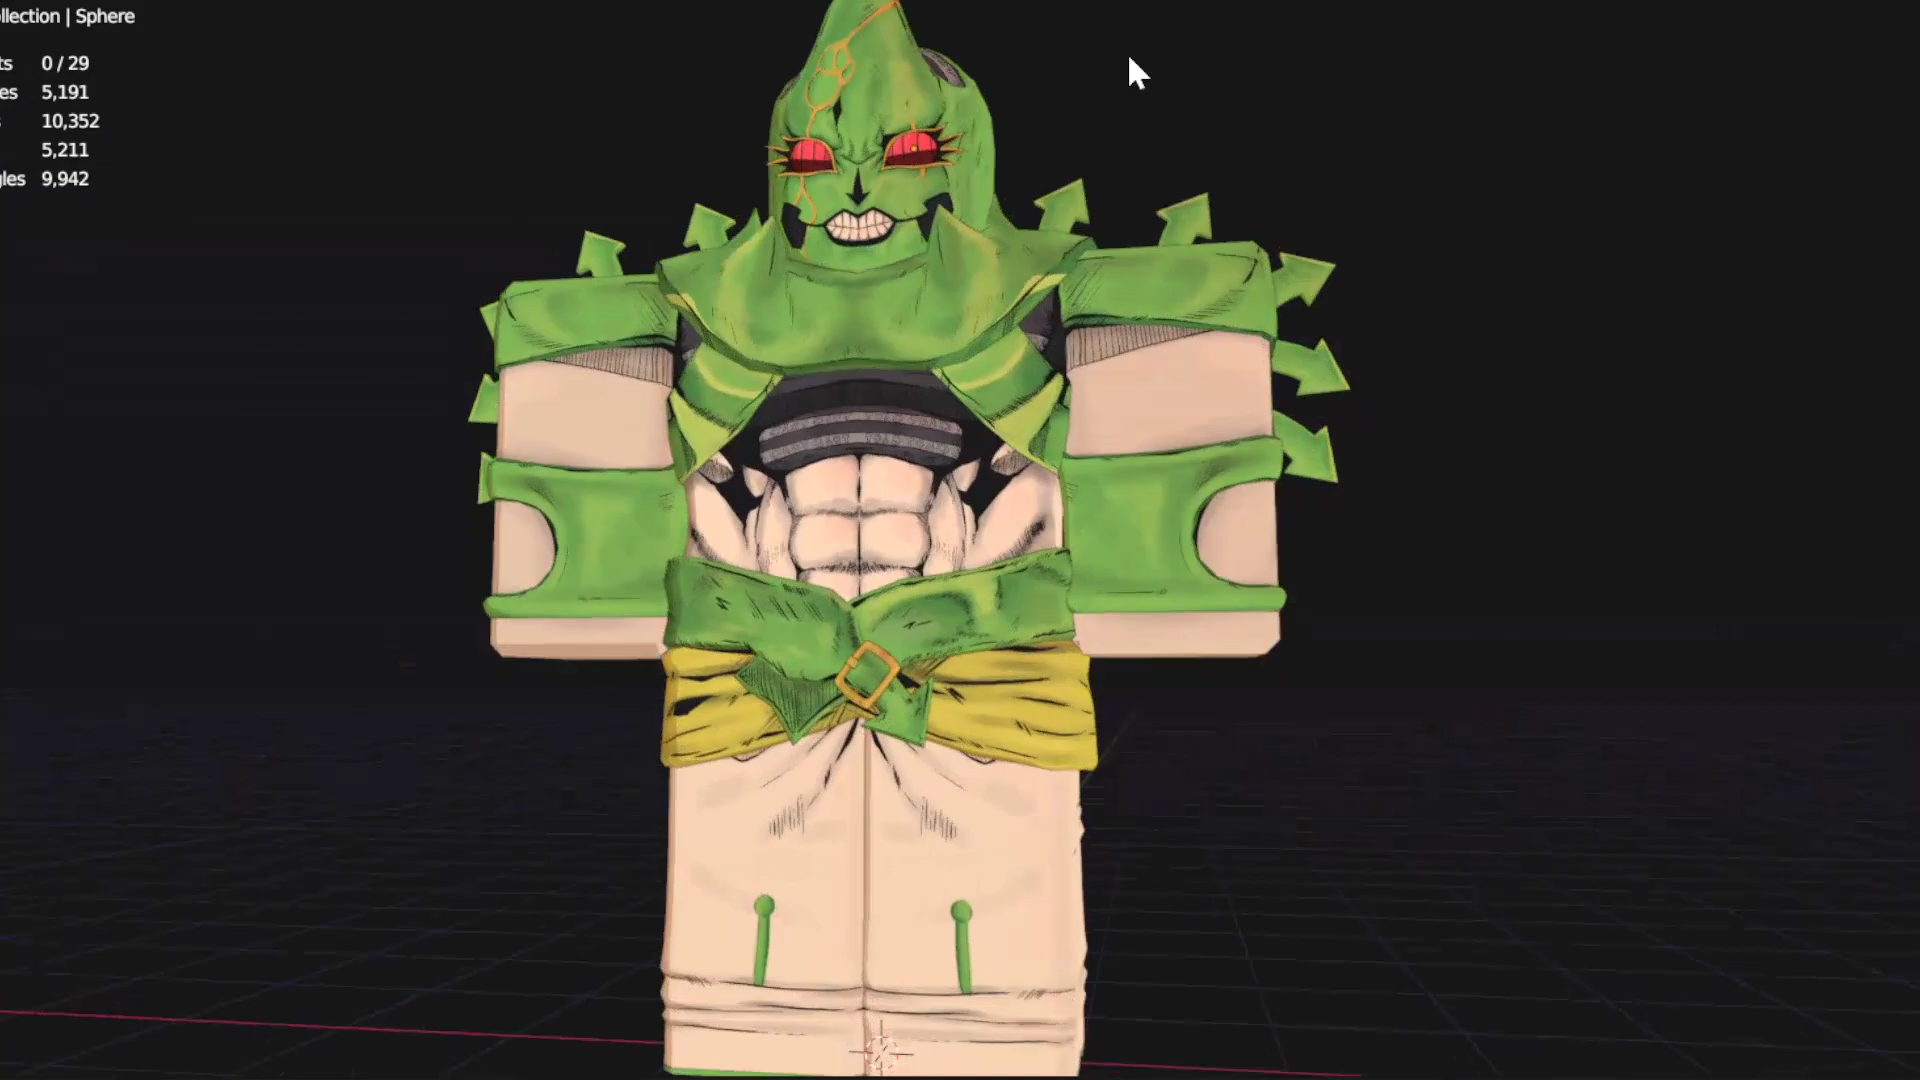 llection | Sphere
ts 0 / 29
es 5,191
s 10,352
5,211
gles 9,942